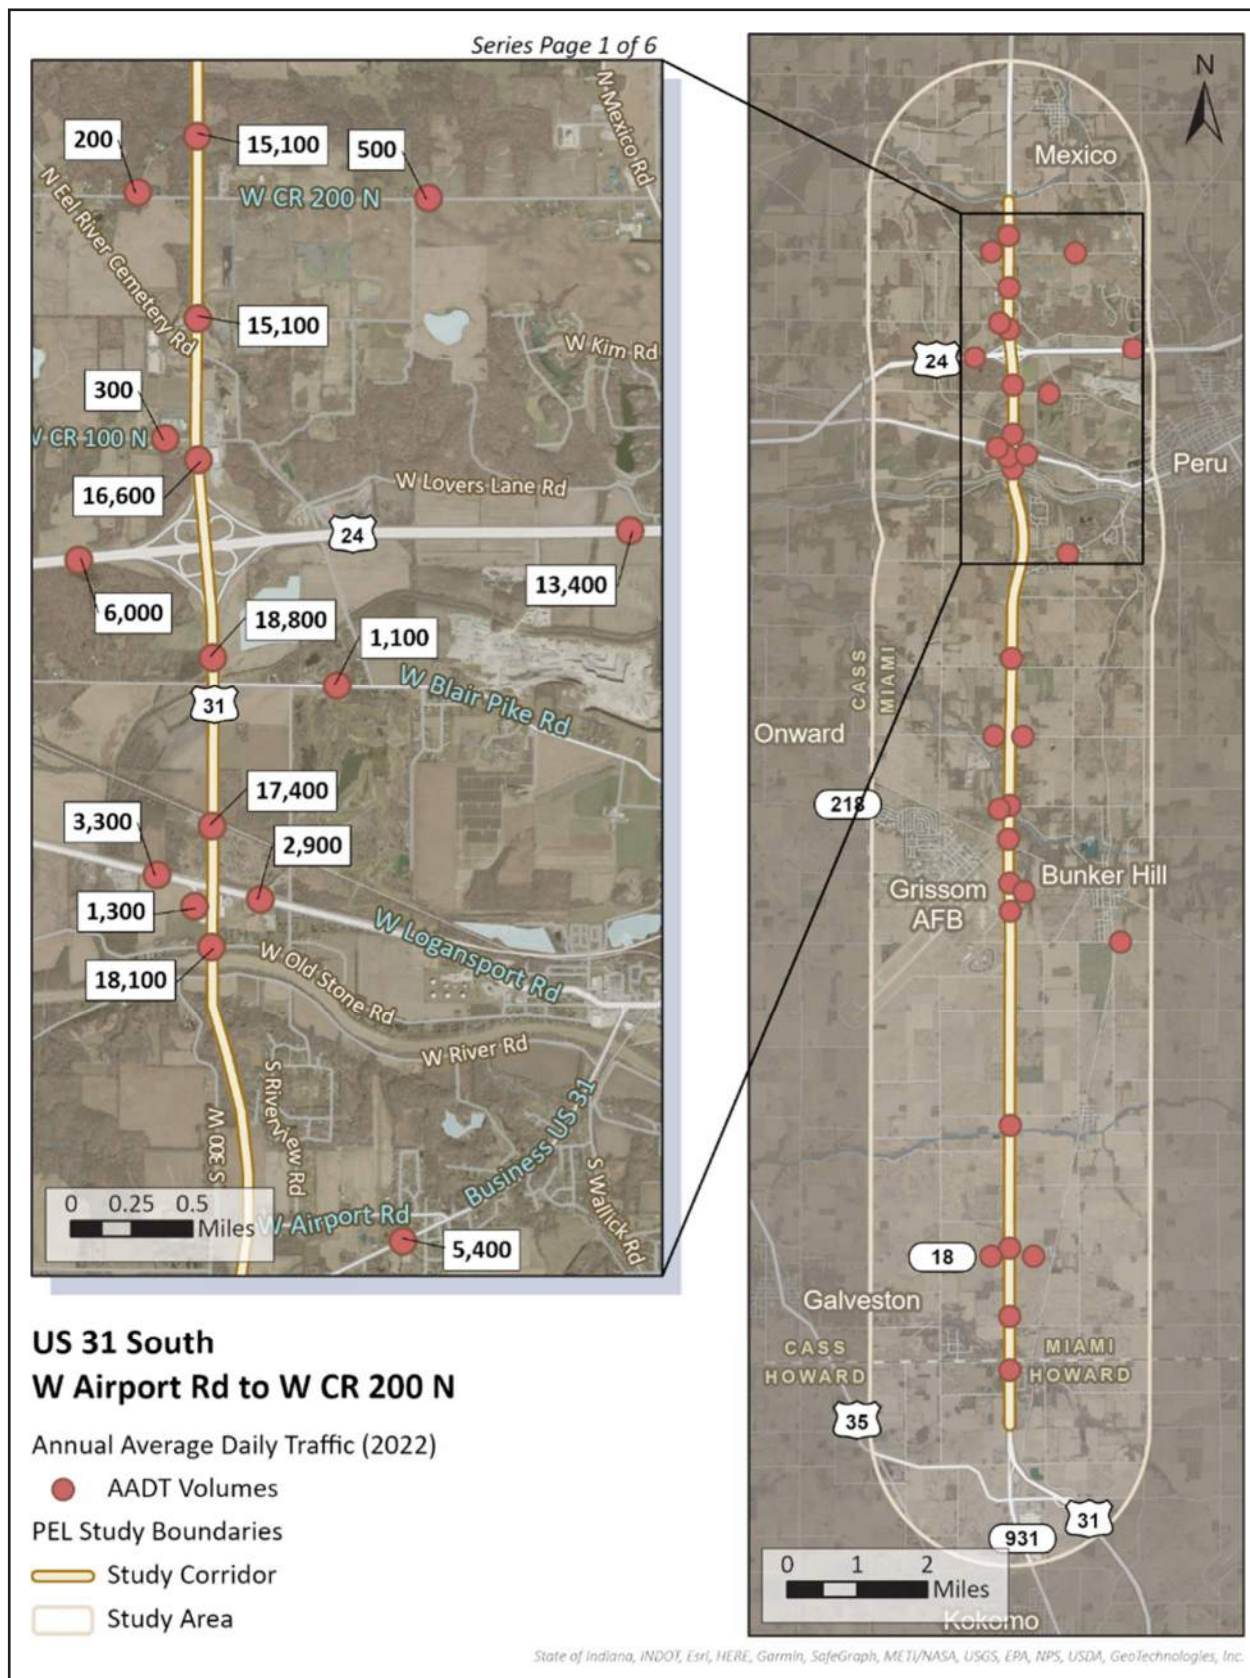 Series Page 1 of 6
N Mexico Rd
200
15,100
500
W CR 200 N
N Eel River Cemetery Rd
15,100
W Kim Rd
300
W CR 100 N
16,600
W Lovers Lane Rd
24
13,400
6,000
18,800
1,100
W Blair Pike Rd
31
17,400
3,300
2,900
1,300
W Logansport Rd
18,100
W Old Stone Rd
W River Rd
S Riverview Rd
S 300 W
Business US 31
S Wallick Rd
0 0.25 0.5
Miles
W Airport Rd
5,400
N
Mexico
24
Peru
CASS
MIAMI
Onward
218
Grissom
AFB
Bunker Hill
18
Galveston
CASS
HOWARD
MIAMI
HOWARD
35
31
931
0 1 2
Miles
Kokomo
US 31 South
W Airport Rd to W CR 200 N
Annual Average Daily Traffic (2022)
AADT Volumes
PEL Study Boundaries
Study Corridor
Study Area
State of Indiana, INDOT, Esri, HERE, Garmin, SafeGraph, METI/NASA, USGS, EPA, NPS, USDA, GeoTechnologies, Inc.